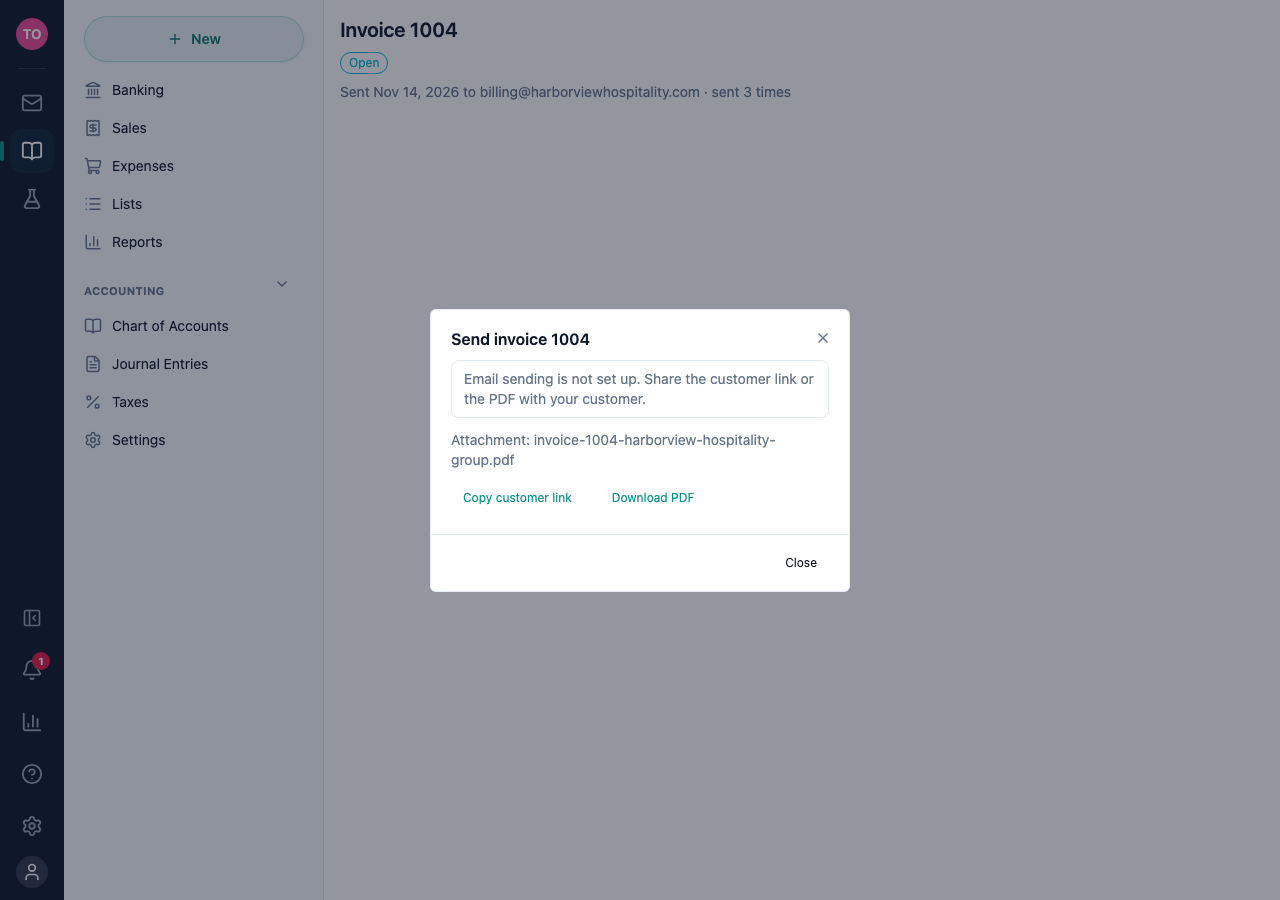 TO
New
Banking
Sales
Expenses
Lists
Reports
ACCOUNTING
Chart of Accounts
Journal Entries
Taxes
Settings
1
Invoice 1004
Open
Sent Nov 14, 2026 to billing@harborviewhospitality.com · sent 3 times
Send invoice 1004
Email sending is not set up. Share the customer link or
the PDF with your customer.
Attachment: invoice-1004-harborview-hospitality-
group.pdf
Copy customer link
Download PDF
Close